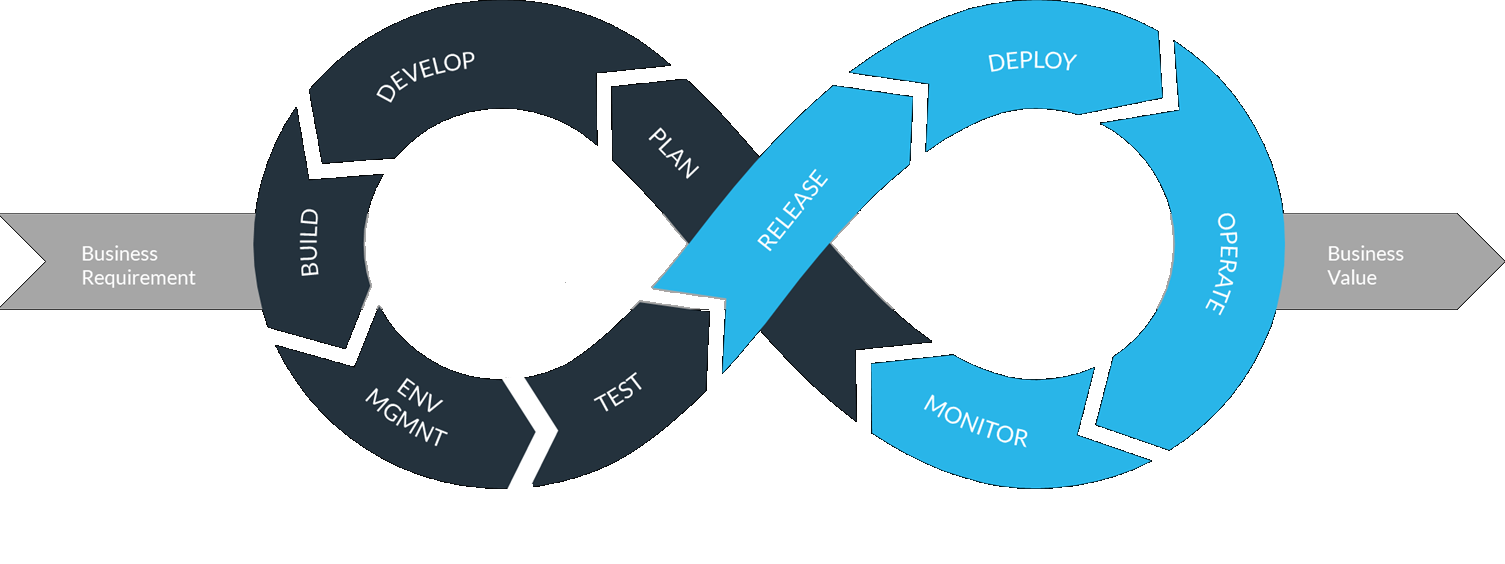 Business
Requirement
DEVELOP
PLAN
BUILD
ENV
MGMNT
TEST
RELEASE
DEPLOY
OPERATE
MONITOR
Business
Value